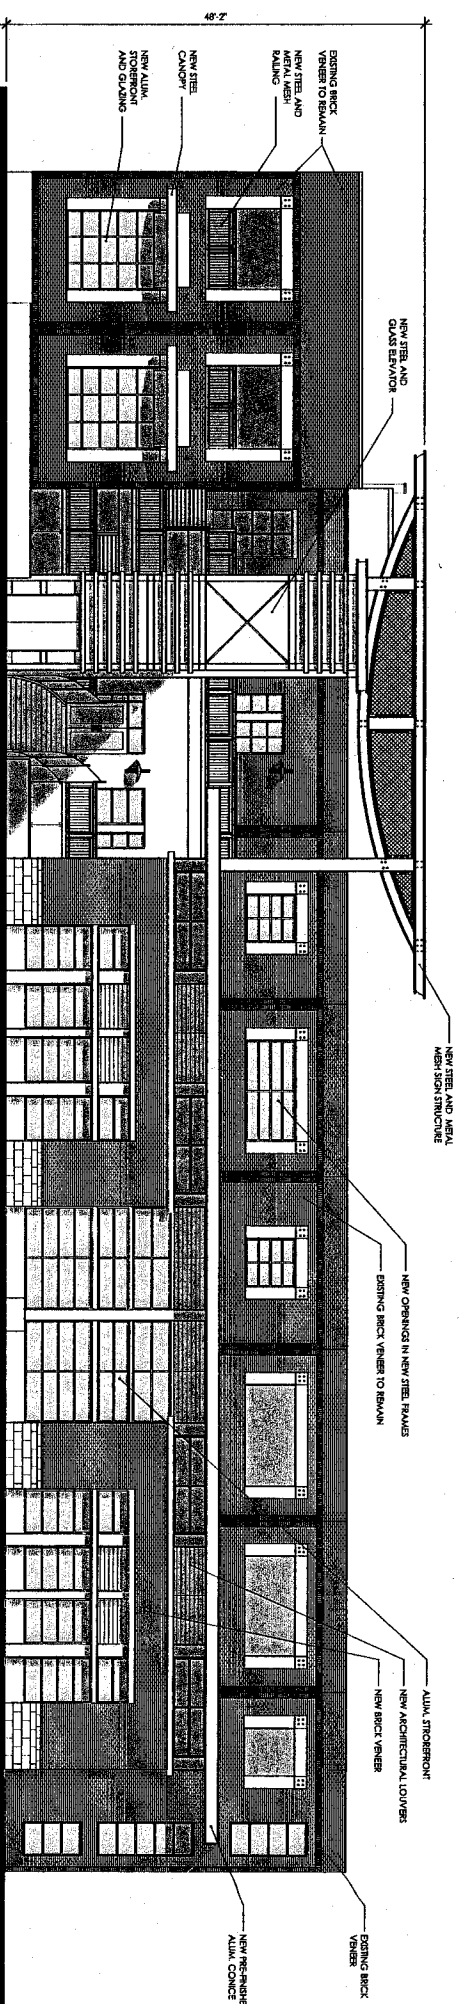 48'-2"
EXISTING BRICK
VENEER TO REMAIN
NEW STEEL AND
METAL MESH
RAILING
NEW STEEL
CANOPY
NEW ALUM.
STOREFRONT
AND GLAZING
NEW STEEL AND
GLASS ELEVATOR
NEW STEEL AND METAL
MESH SIGN STRUCTURE
NEW OPENINGS IN NEW STEEL FRAMES
EXISTING BRICK VENEER TO REMAIN
ALUM. STROREFRONT
NEW ARCHITECTURAL LOUVERS
NEW BRICK VENEER
EXISTING BRICK
VENEER
NEW PRE-FINISHE
ALUM. CONICE